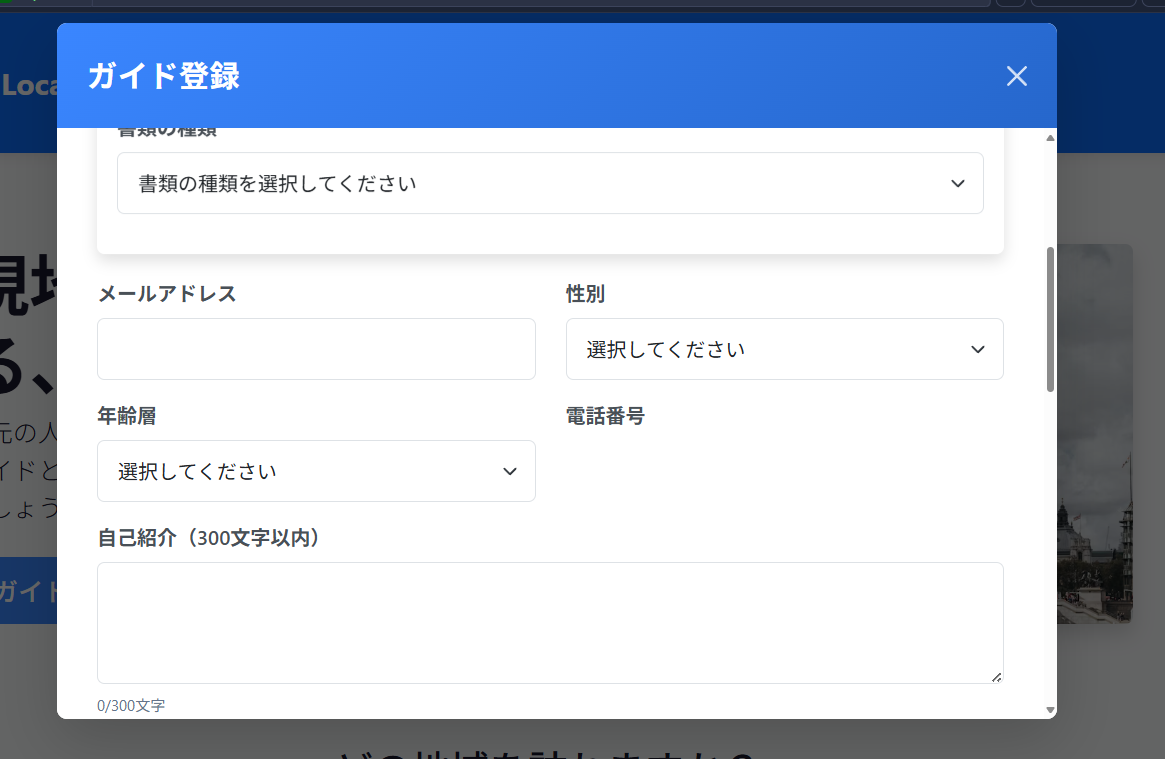 ガイド登録
Loca
書類の種類
書類の種類を選択してください
メールアドレス
性別
選択してください
年齢層
電話番号
選択してください
自己紹介（300文字以内）
0/300文字
現地
る、
元の人
イドと
しょう
ガイド
どの地域を訪れますか？